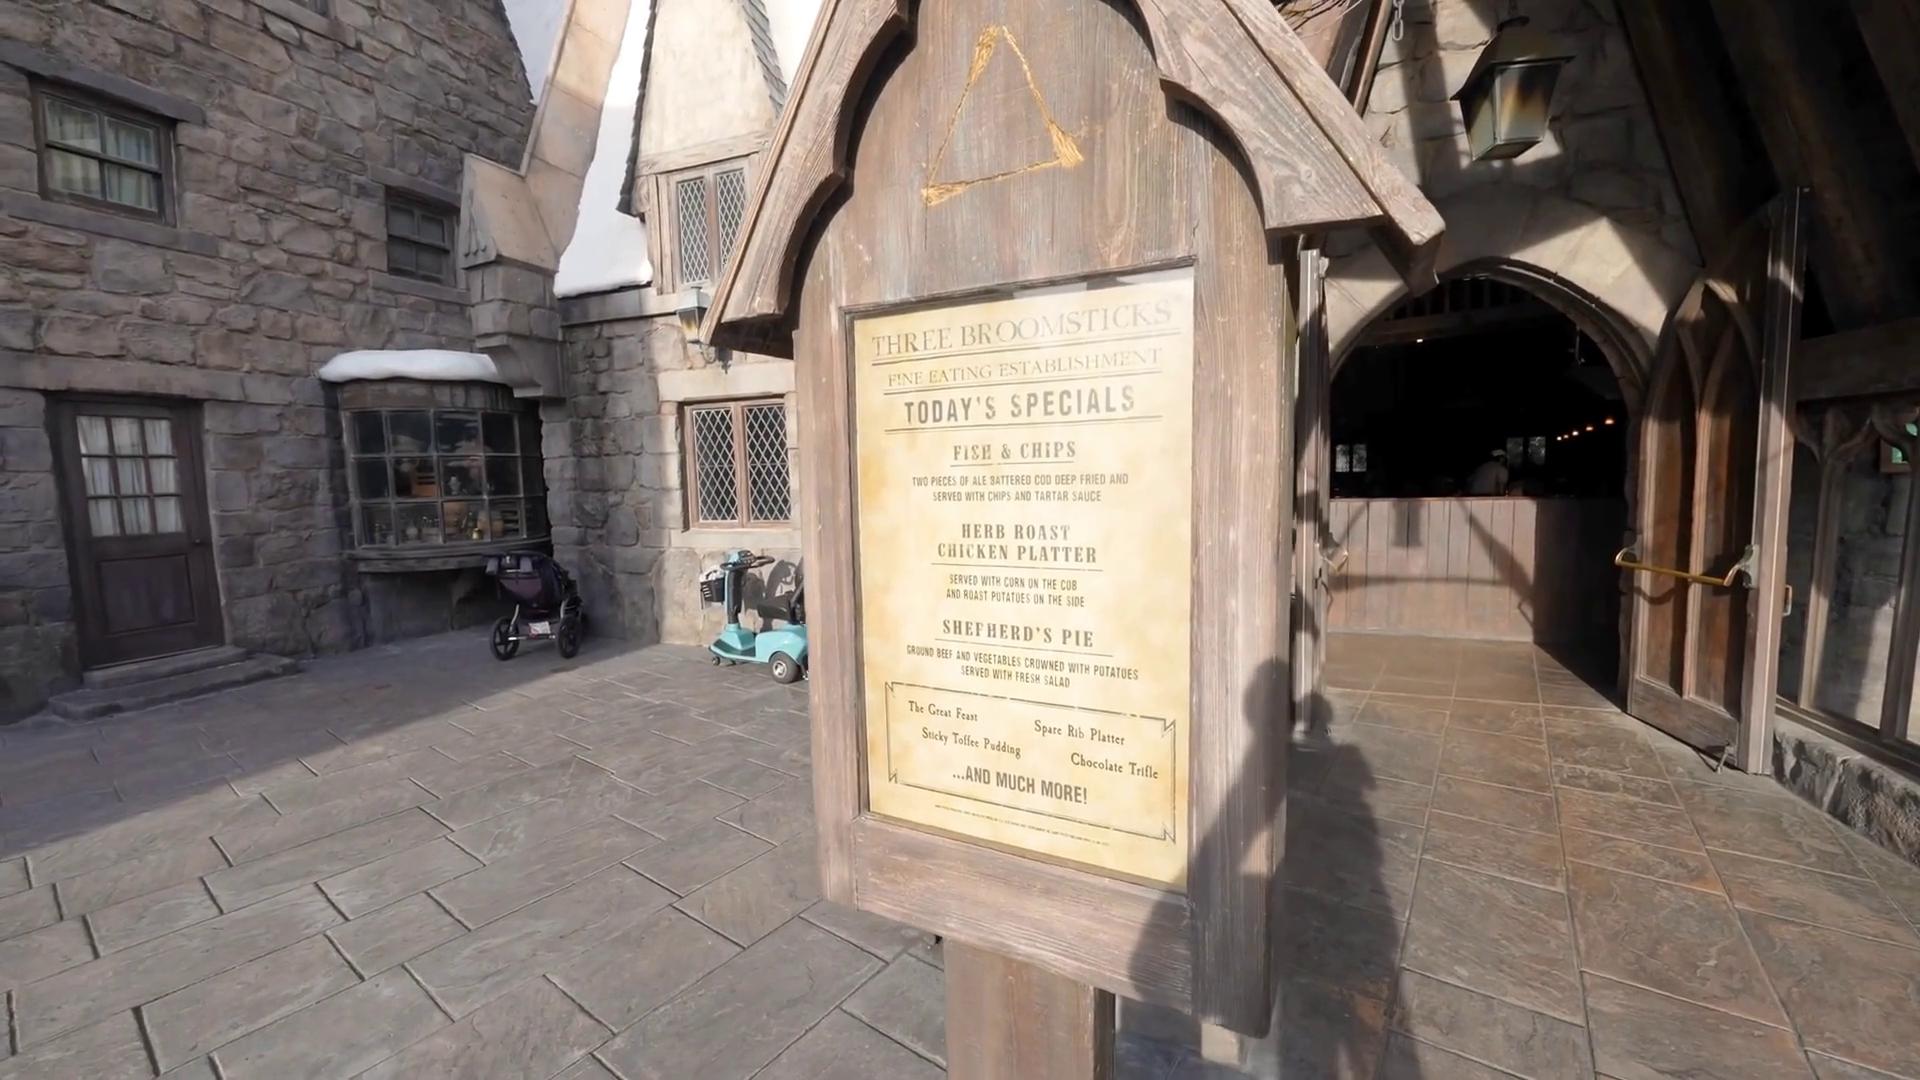 THREE BROOMSTICKS
FINE EATING ESTABLISHMENT
TODAY'S SPECIALS
FISH & CHIPS
TWO PIECES OF ALE BATTERED COD DEEP FRIED AND
SERVED WITH CHIPS AND TARTAR SAUCE
HERB ROAST
CHICKEN PLATTER
SERVED WITH CORN ON THE COB
AND ROAST POTATOES ON THE SIDE
SHEPHERD'S PIE
GROUND BEEF AND VEGETABLES CROWNED WITH POTATOES
SERVED WITH FRESH SALAD
The Great Feast
Spare Rib Platter
Sticky Toffee Pudding
Chocolate Trifle
...AND MUCH MORE!